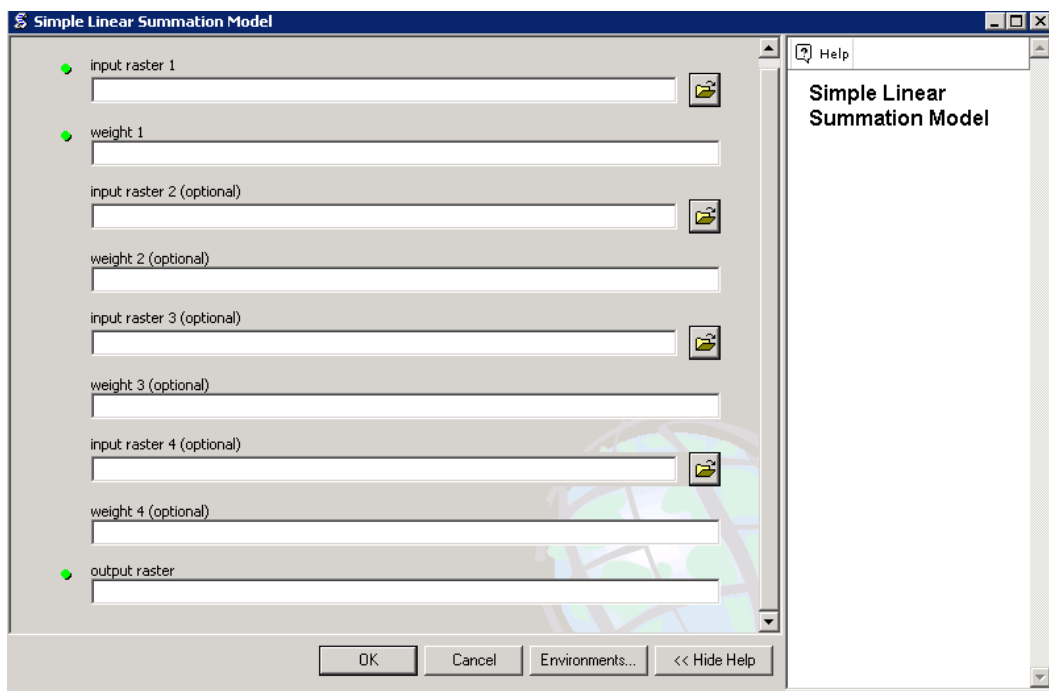 Simple Linear Summation Model
input raster 1
weight 1
input raster 2 (optional)
weight 2 (optional)
input raster 3 (optional)
weight 3 (optional)
input raster 4 (optional)
weight 4 (optional)
output raster
OK
Cancel
Environments...
<< Hide Help
Help
Simple Linear
Summation Model